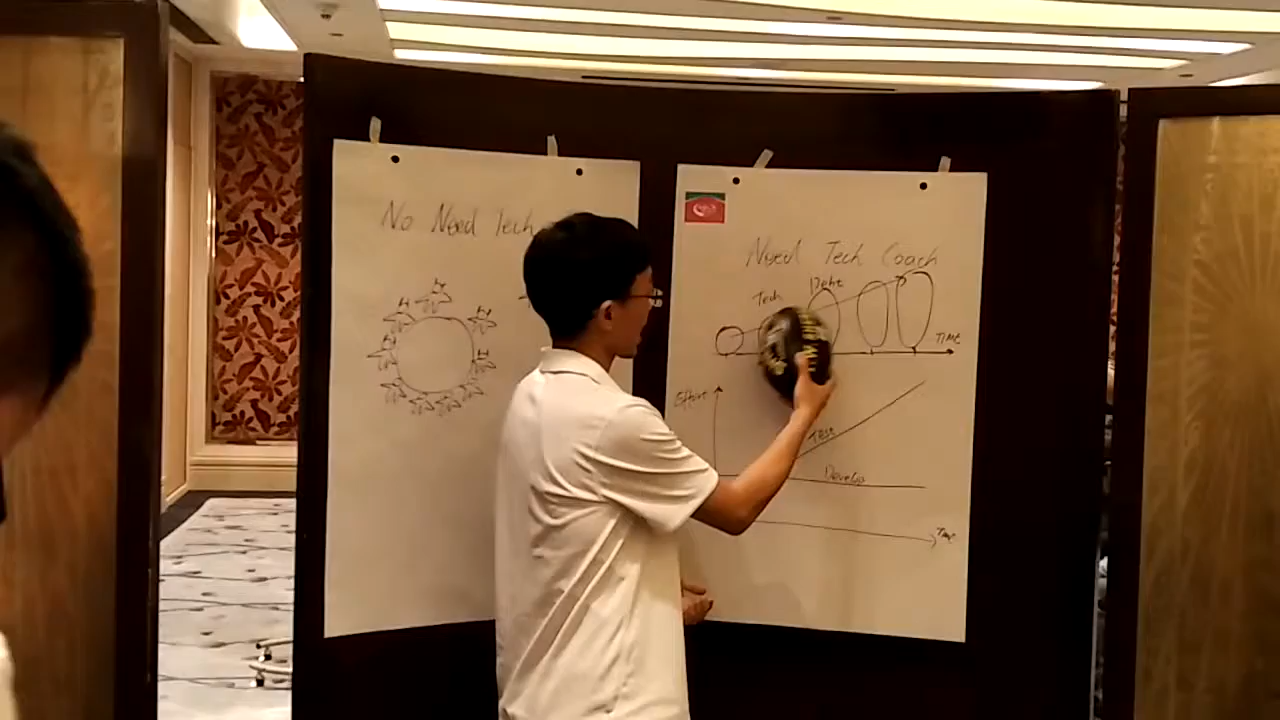 No Need Tech
Need Tech Coach
Tech Debt
TIME
Effort
Test
Develop
Time